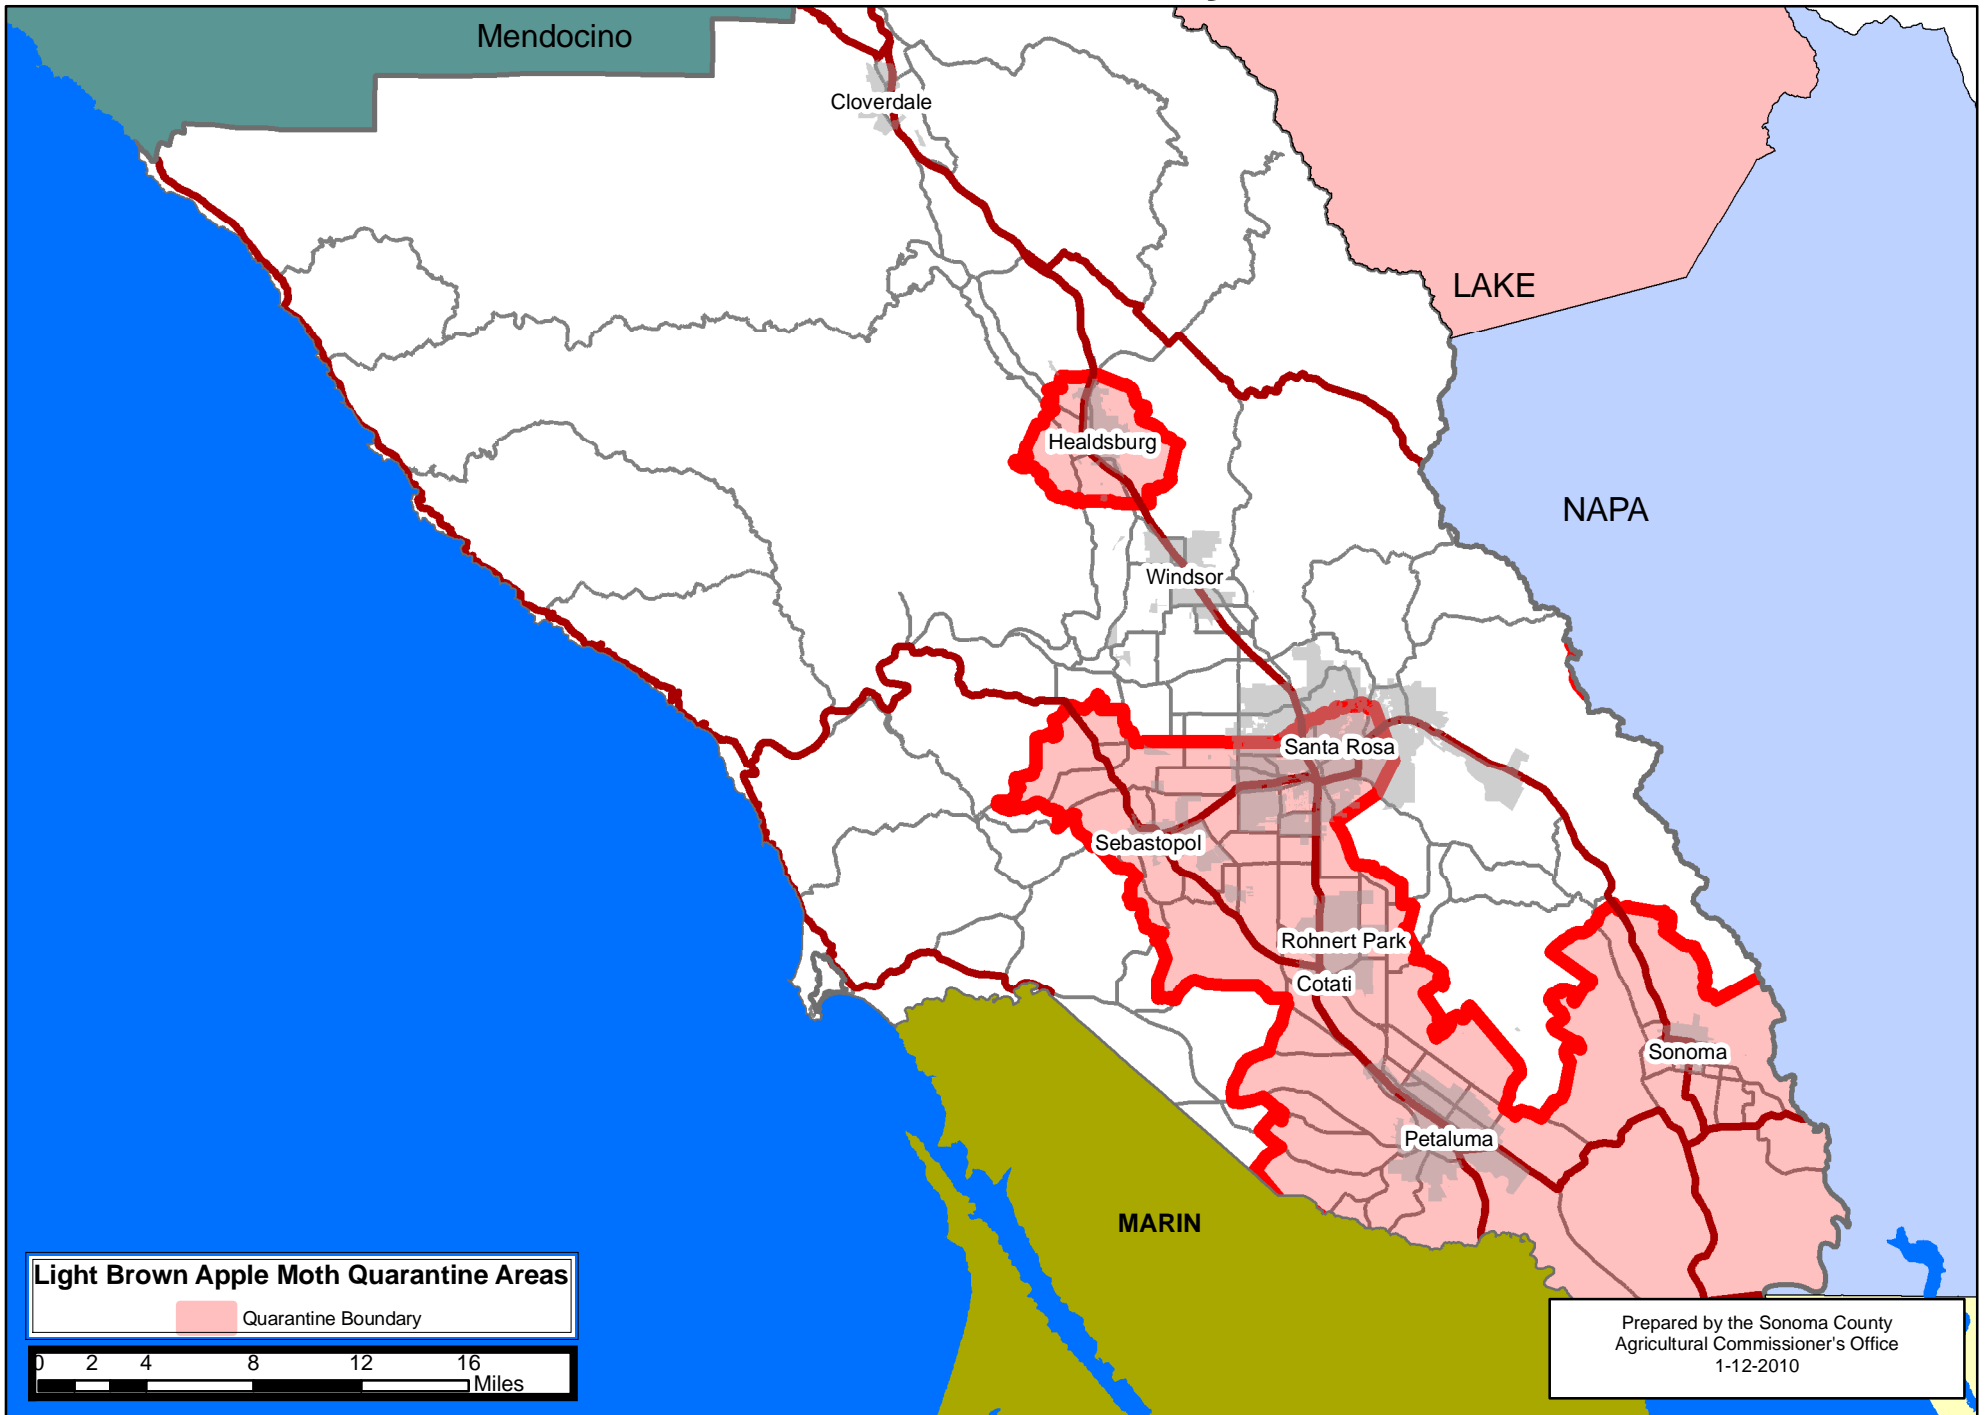 Mendocino
Cloverdale
LAKE
Healdsburg
NAPA
Windsor
Santa Rosa
Sebastopol
Rohnert Park
Cotati
Sonoma
Petaluma
MARIN
Light Brown Apple Moth Quarantine Areas
Quarantine Boundary
0 2 4 8 12 16
Miles
Prepared by the Sonoma County
Agricultural Commissioner's Office
1-12-2010